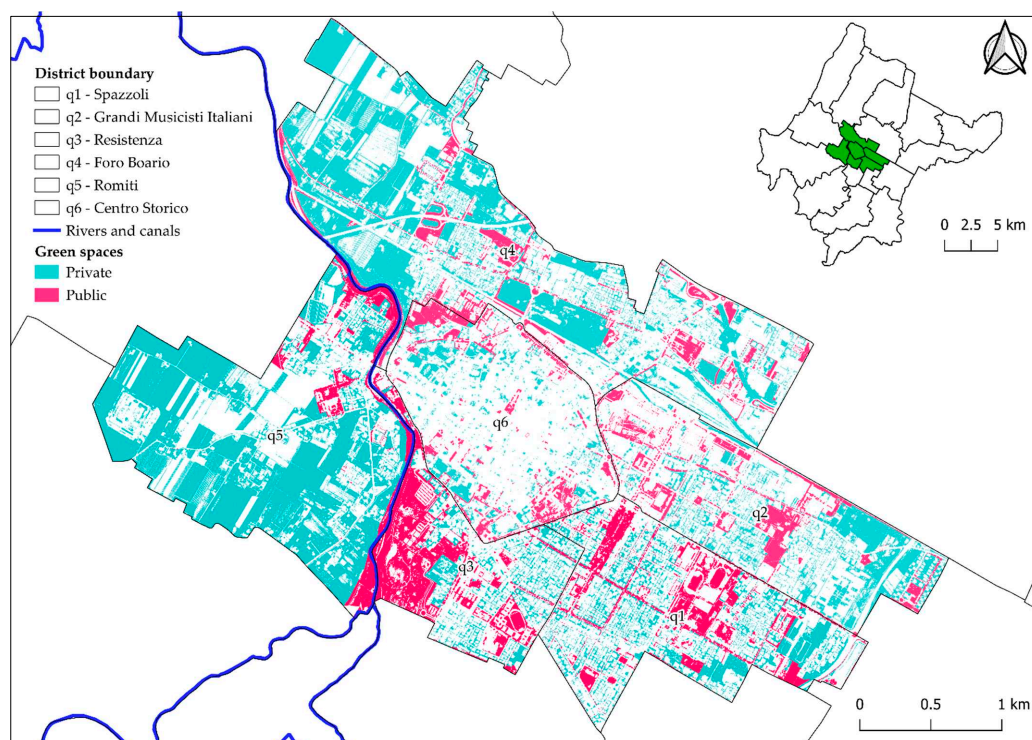 District boundary
q1 - Spazzoli
q2 - Grandi Musicisti Italiani
q3 - Resistenza
q4 - Foro Boario
q5 - Romiti
q6 - Centro Storico
Rivers and canals
Green spaces
Private
Public
0 2.5 5 km
q4
q5
q6
q2
q3
q1
0 0.5 1 km